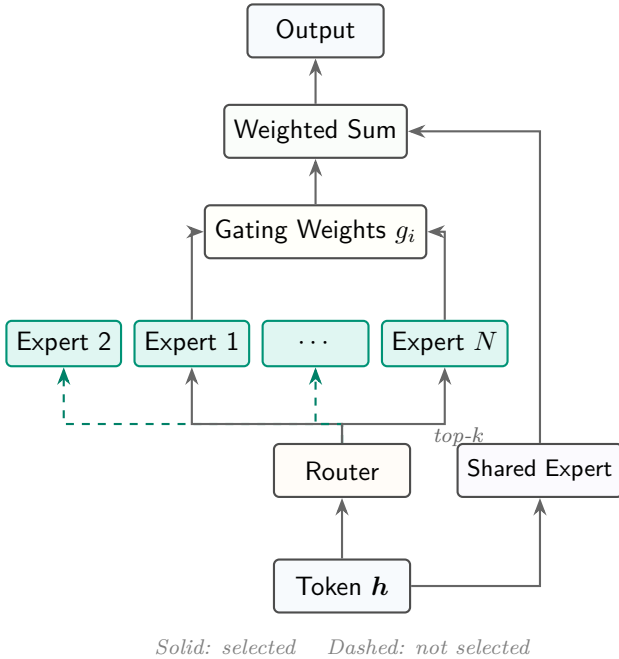 Output
Weighted Sum
Gating Weights g_i
Expert 2
Expert 1
···
Expert N
top-k
Router
Shared Expert
Token h
Solid: selected Dashed: not selected